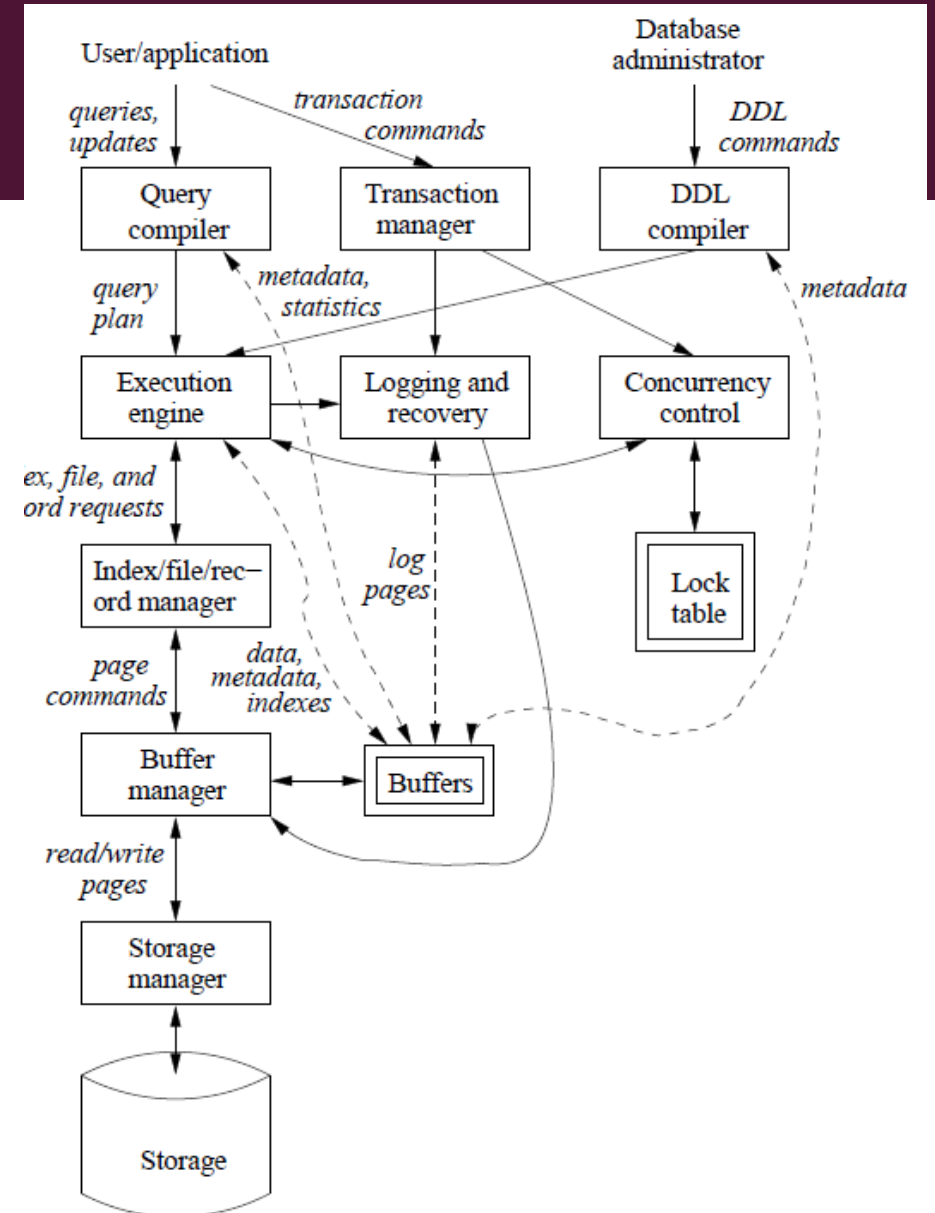 User/application
Database
administrator
queries,
updates
transaction
commands
DDL
commands
Query
compiler
Transaction
manager
DDL
compiler
query
plan
metadata,
statistics
metadata
Execution
engine
Logging and
recovery
Concurrency
control
ex, file, and
ord requests
Index/file/rec–
ord manager
log
pages
Lock
table
page
commands
data,
metadata,
indexes
Buffer
manager
Buffers
read/write
pages
Storage
manager
Storage